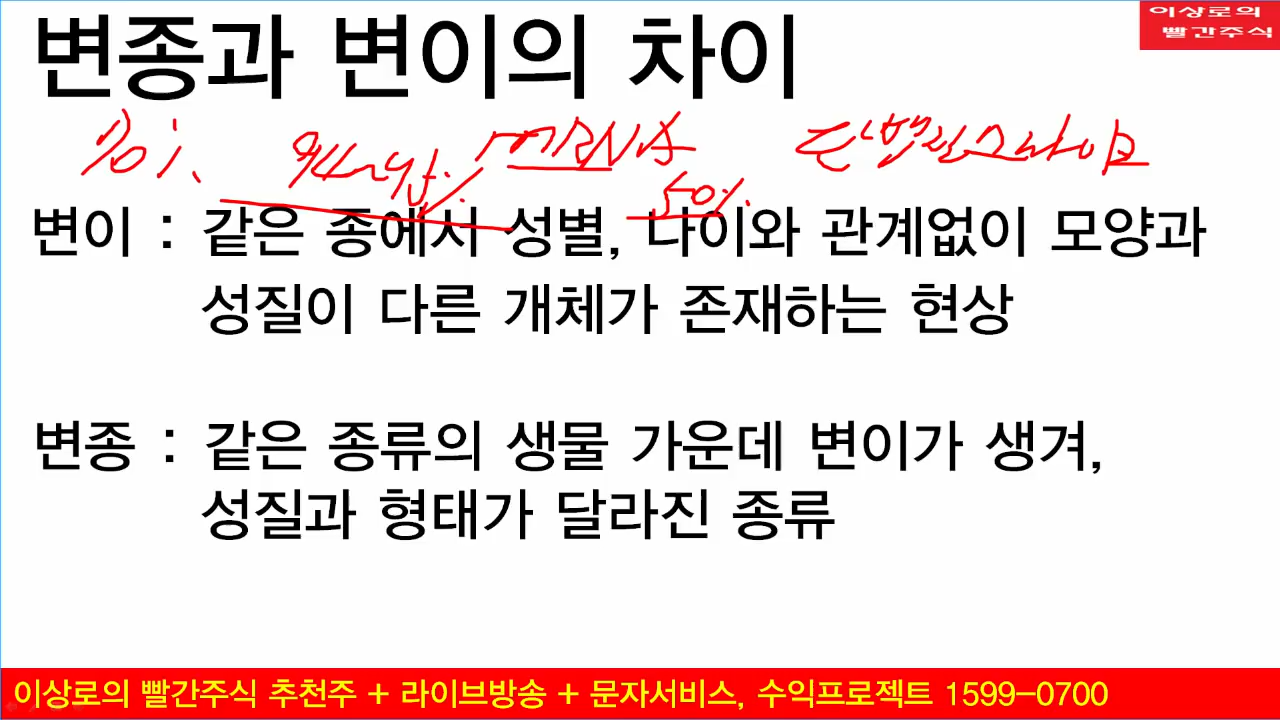 변종과 변이의 차이
이상로의
빨간주식
50%.
변이 : 같은 종에서 성별, 나이와 관계없이 모양과
성질이 다른 개체가 존재하는 현상
변종 : 같은 종류의 생물 가운데 변이가 생겨,
성질과 형태가 달라진 종류
이상로의 빨간주식 추천주 + 라이브방송 + 문자서비스, 수익프로젝트 1599-0700